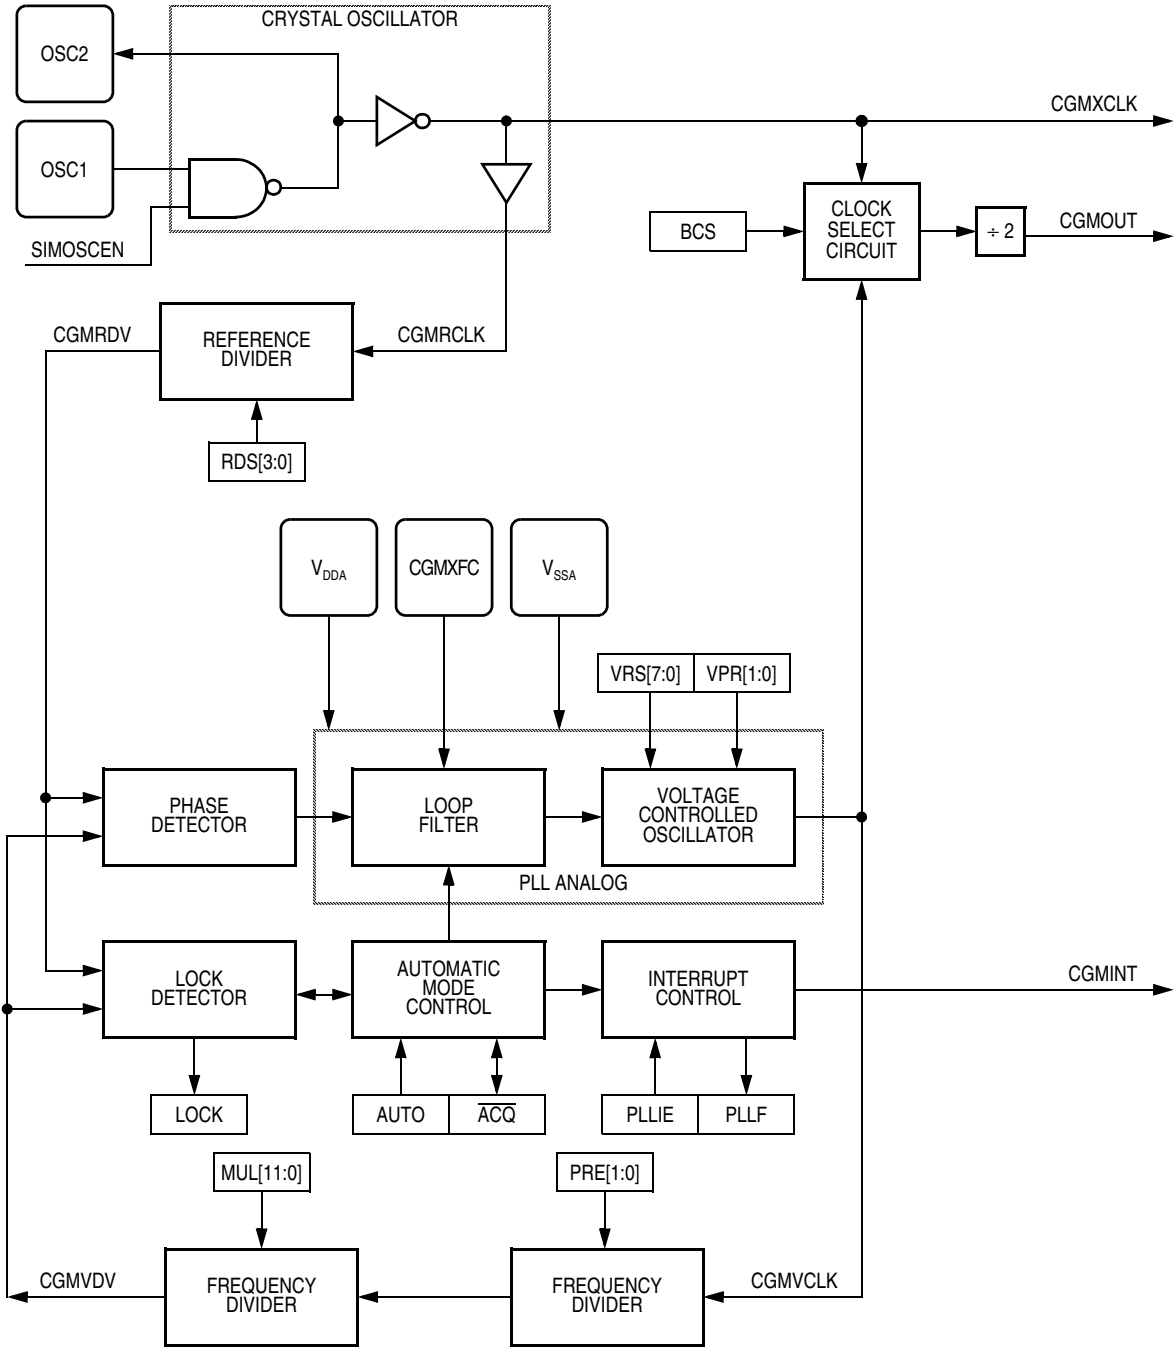 CRYSTAL OSCILLATOR
OSC2
CGMXCLK
OSC1
CLOCK
SELECT
CIRCUIT
BCS
÷ 2
CGMOUT
SIMOSCEN
CGMRDV
REFERENCE
DIVIDER
CGMRCLK
RDS[3:0]
VDDA
CGMXFC
VSSA
VRS[7:0]
VPR[1:0]
PHASE
DETECTOR
LOOP
FILTER
VOLTAGE
CONTROLLED
OSCILLATOR
PLL ANALOG
LOCK
DETECTOR
AUTOMATIC
MODE
CONTROL
INTERRUPT
CONTROL
CGMINT
LOCK
AUTO
A̅C̅Q̅
PLLIE
PLLF
MUL[11:0]
PRE[1:0]
CGMVDV
FREQUENCY
DIVIDER
FREQUENCY
DIVIDER
CGMVCLK